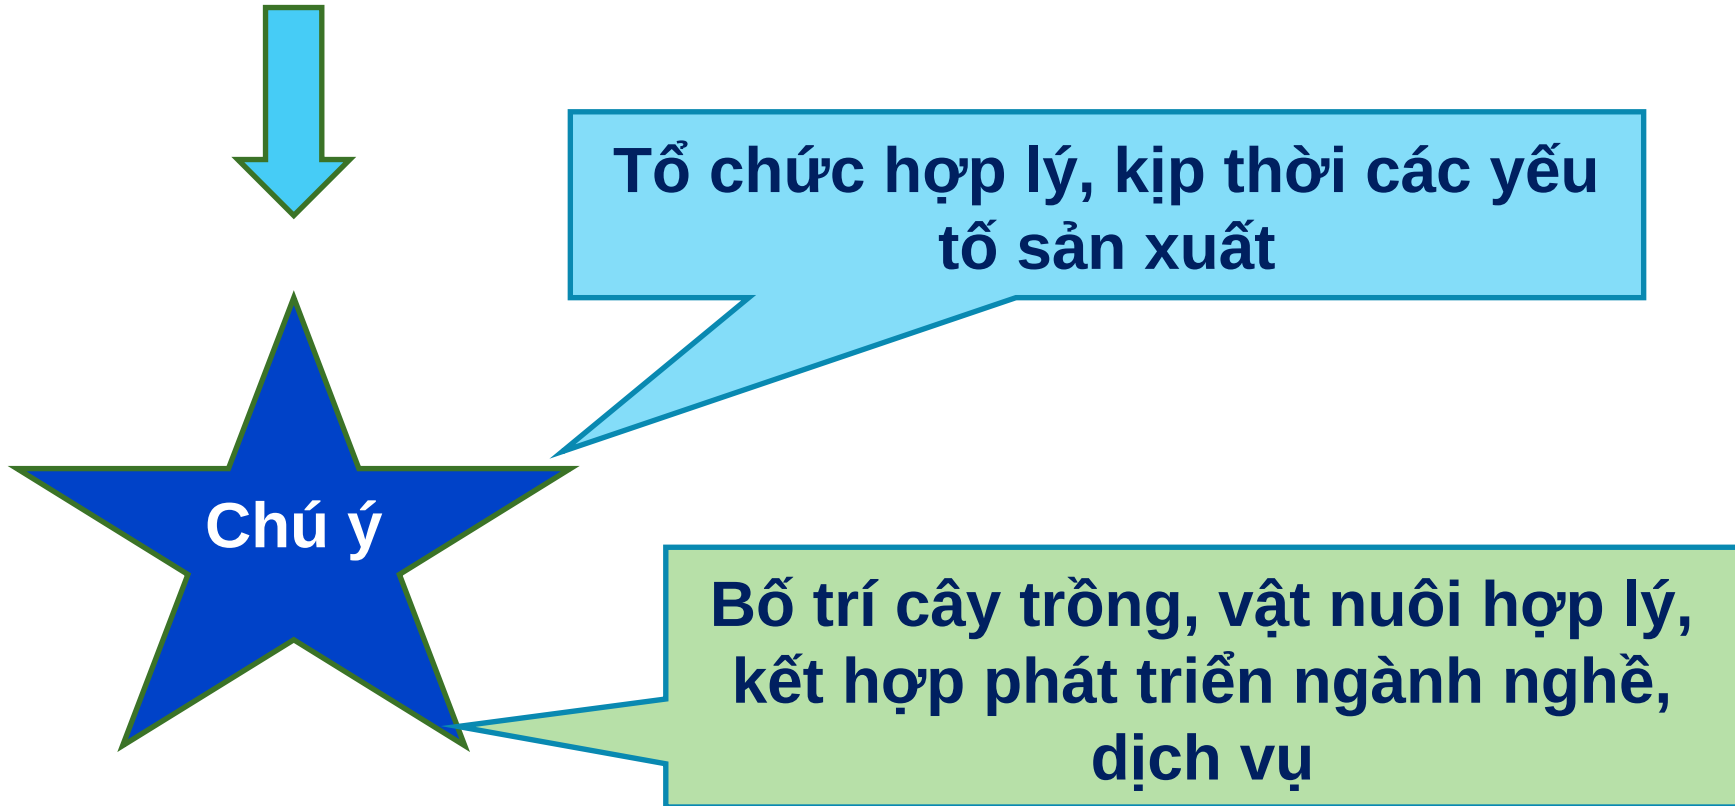 Tổ chức hợp lý, kịp thời các yếu
tố sản xuất
Chú ý
Bố trí cây trồng, vật nuôi hợp lý,
kết hợp phát triển ngành nghề,
dịch vụ